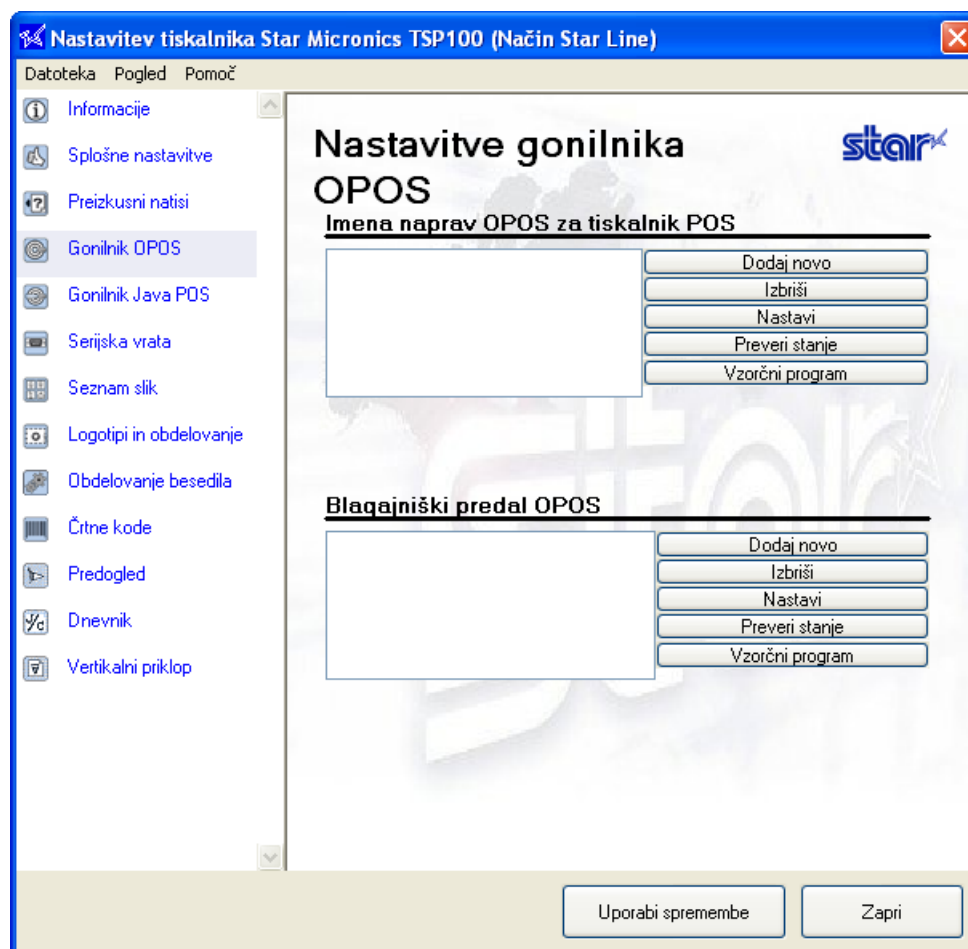 Nastavitev tiskalnika Star Micronics TSP100 (Način Star Line)
Datoteka Pogled Pomoč
Informacije
Splošne nastavitve
Preizkusni natisi
Gonilnik OPOS
Gonilnik Java POS
Serijska vrata
Seznam slik
Logotipi in obdelovanje
Obdelovanje besedila
Črtne kode
Predogled
Dnevnik
Vertikalni priklop
Nastavitve gonilnika
OPOS
star
Imena naprav OPOS za tiskalnik POS
Dodaj novo
Izbriši
Nastavi
Preveri stanje
Vzorčni program
Blagajniški predal OPOS
Dodaj novo
Izbriši
Nastavi
Preveri stanje
Vzorčni program
star
Uporabi spremembe
Zapri